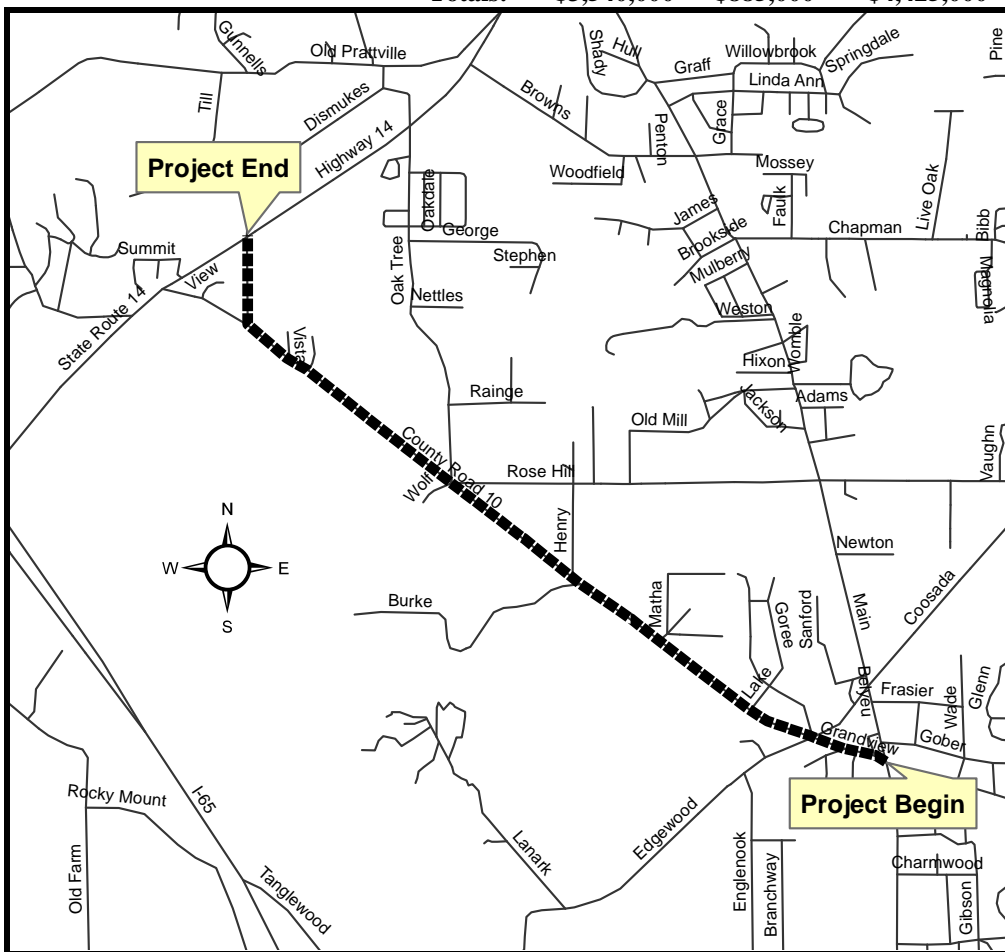 Gunnells
Old Prattville
Shady
Hull
Willowbrook
Springdale
Pine
Graff
Linda Ann
Till
Dismukes
Browns
Highway 14
Grace
Penton
Project End
Woodfield
Mossey
Oakdale
Faulk
Live Oak
James
Bibb
Summit
George
Brookside
Chapman
Stephen
Mulberry
View
Oak Tree
Magnolia
Nettles
Weston
State Route 14
Vista
Womble
Hixon
Rainge
Jackson
Adams
Old Mill
County Road 10
Vaughn
Rose Hill
Wolf
N
Henry
Newton
W
E
Coosada
Burke
Matha
Goree
Sanford
Main
S
Lake
Belyeu
Frasier
Wade
Glenn
Grandview
Gober
Rocky Mount
I-65
Project Begin
Edgewood
Lanark
Old Farm
Tanglewood
Englenook
Branchway
Charmwood
Gibson